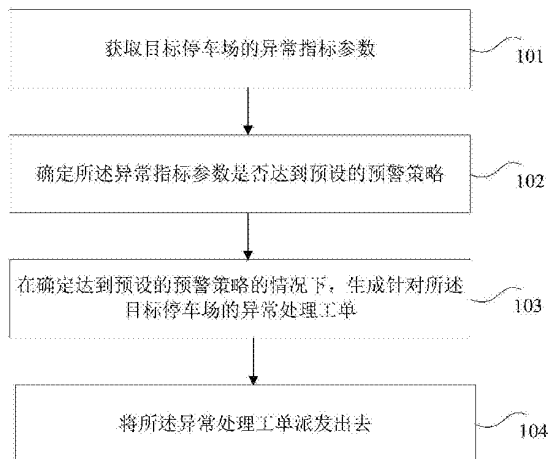 获取目标停车场的异常指标参数
101
确定所述异常指标参数是否达到预设的预警策略
102
在确定达到预设的预警策略的情况下，生成针对所述
目标停车场的异常处理工单
103
将所述异常处理工单派发出去
104